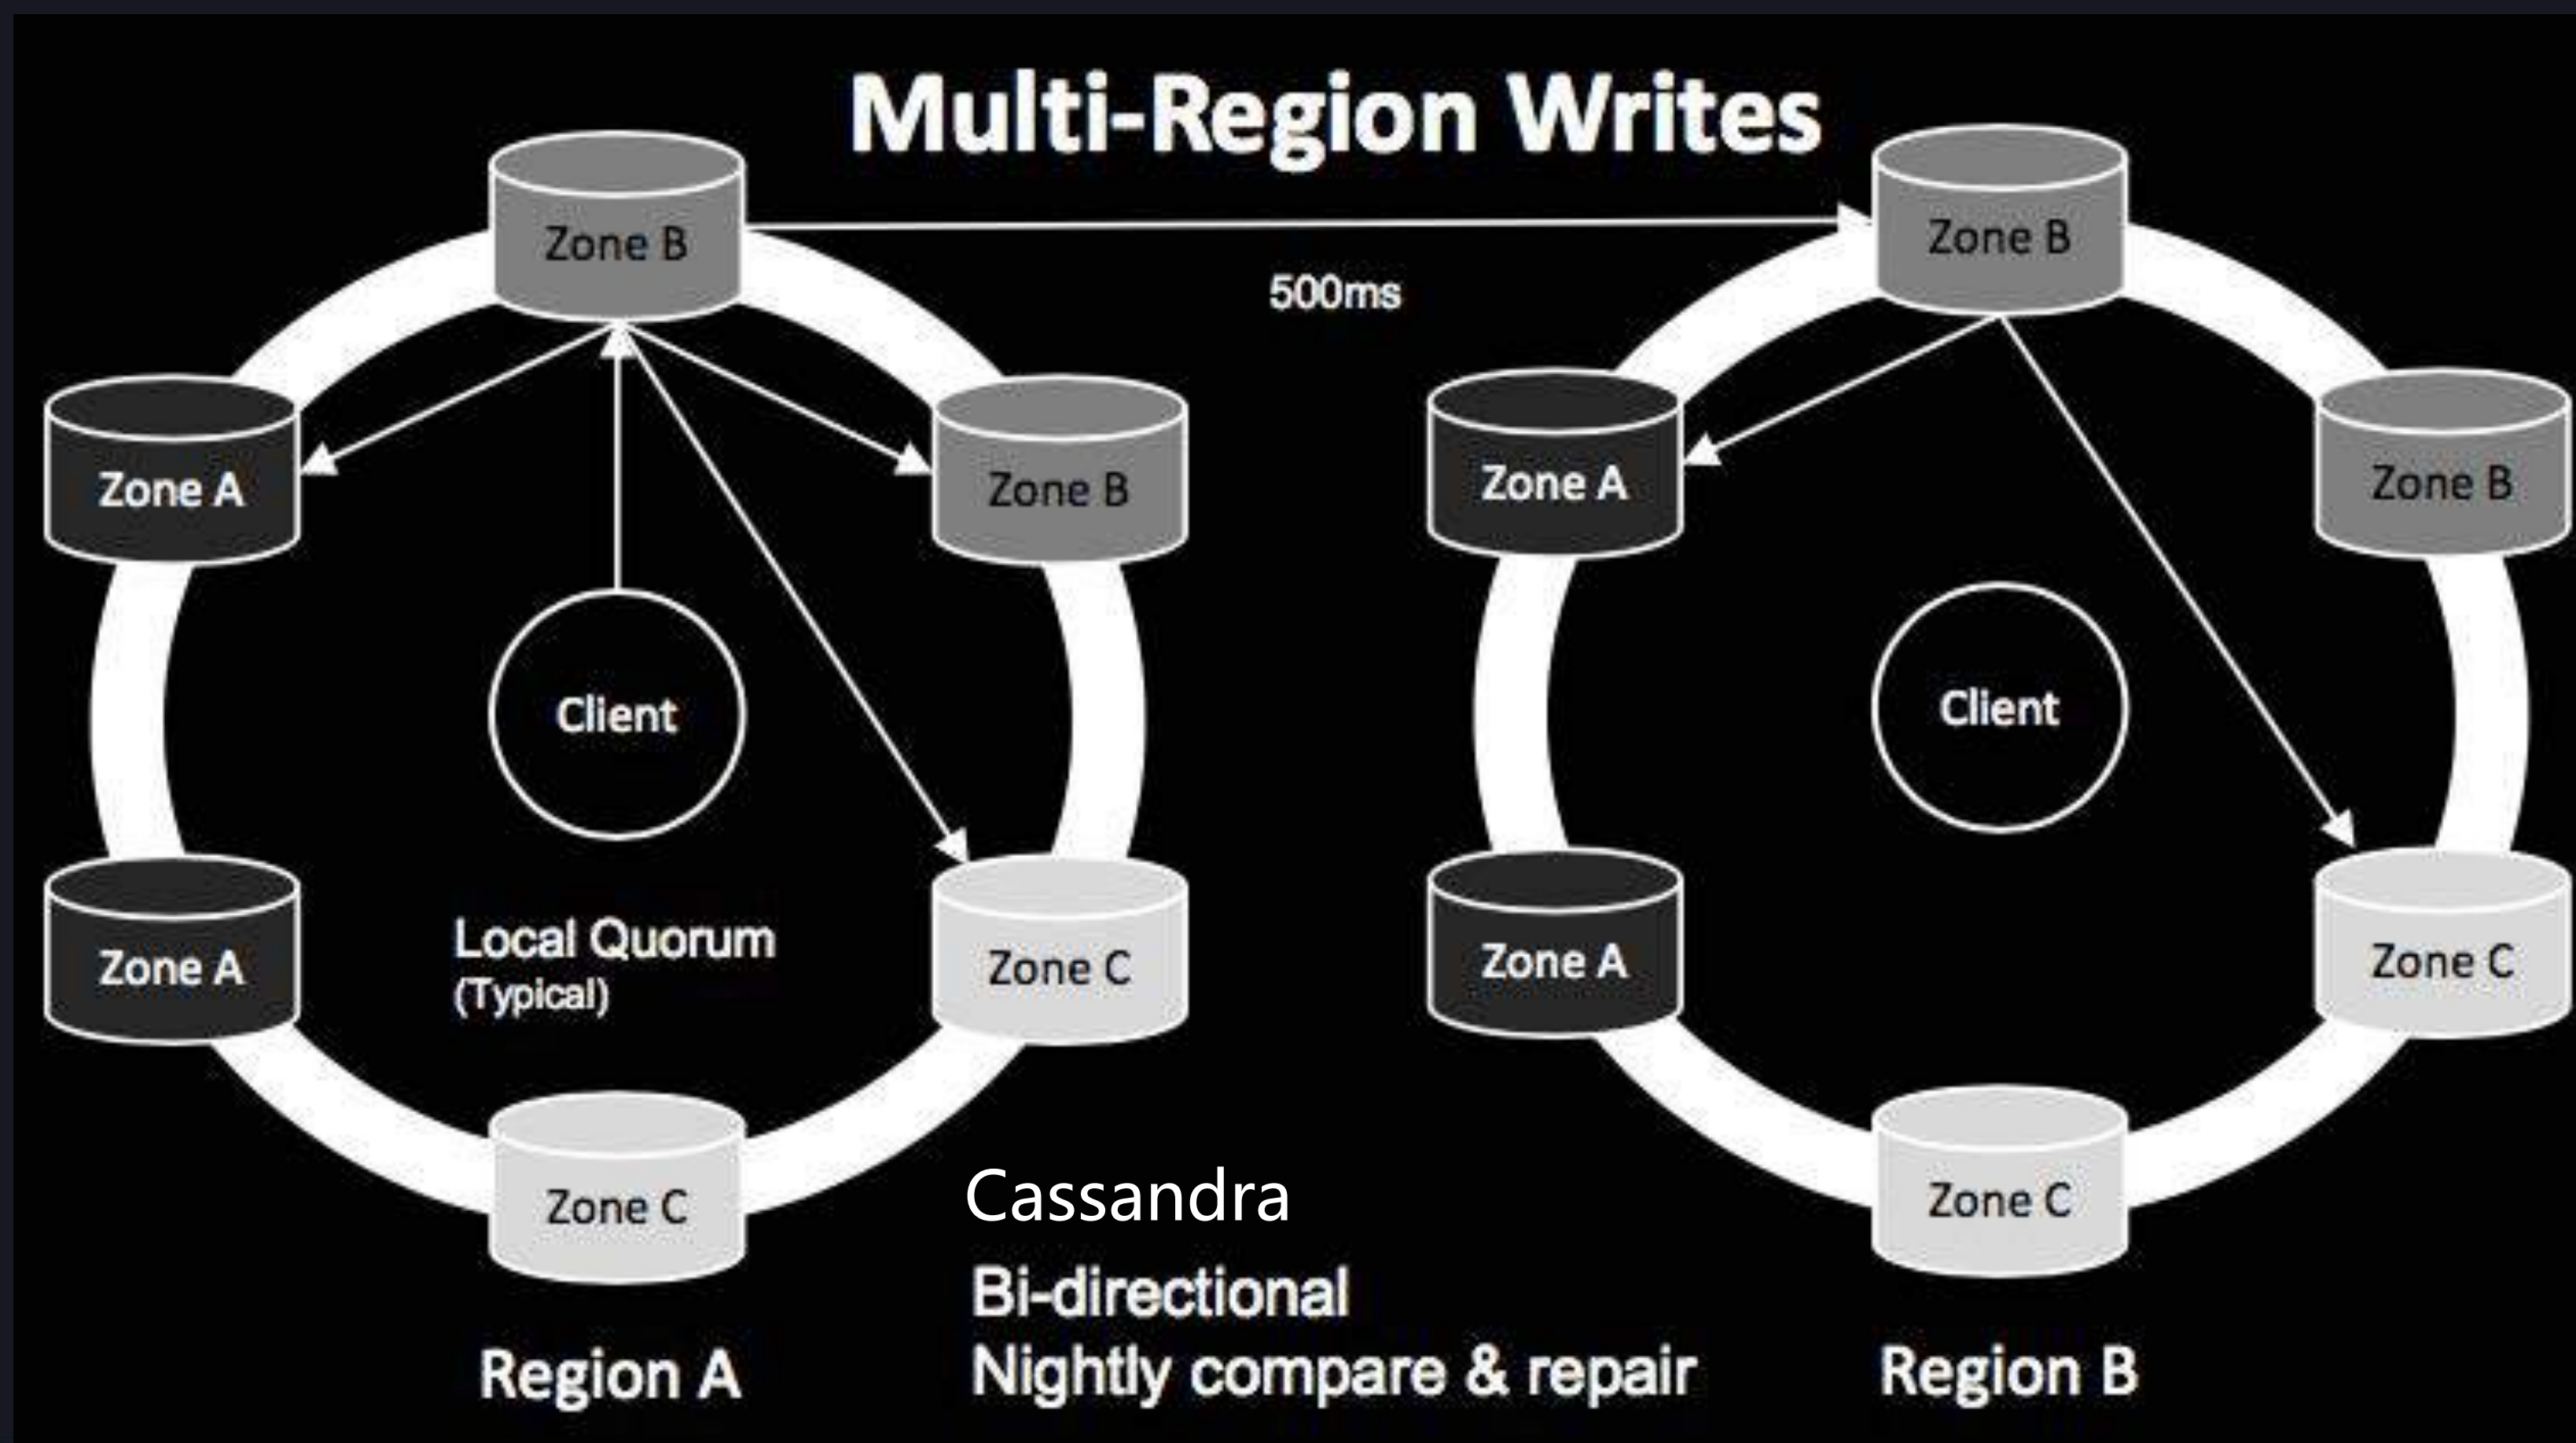 Multi-Region Writes
Zone B
Zone A
Zone B
Client
Zone A
Local Quorum
(Typical)
Zone C
Zone C
Region A
500ms
Zone B
Zone A
Zone B
Client
Zone A
Zone C
Zone C
Region B
Cassandra
Bi-directional
Nightly compare & repair